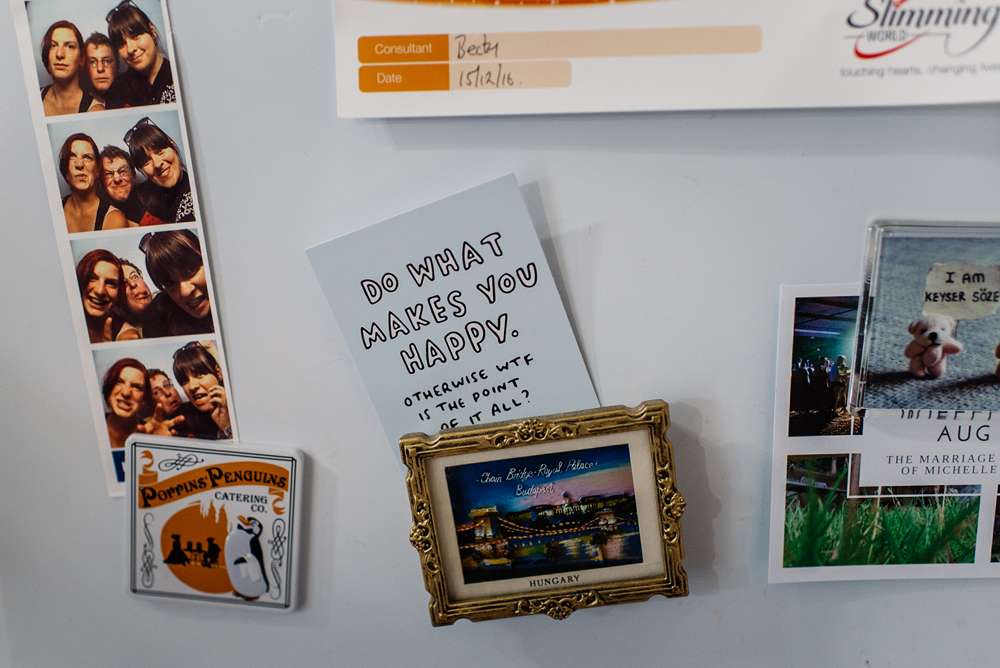 Slimming
WORLD
touching hearts, changing lives
Consultant Becky
Date 15/12/16.
DO WHAT
MAKES YOU
HAPPY.
OTHERWISE WTF
IS THE POINT
OF IT ALL?
I AM
KEYSER SÖZE
AUG
THE MARRIAGE
OF MICHELLE
POPPINS' PENGUINS
CATERING
CO.
·Chain Bridge·Royal Palace·
Budapest
HUNGARY